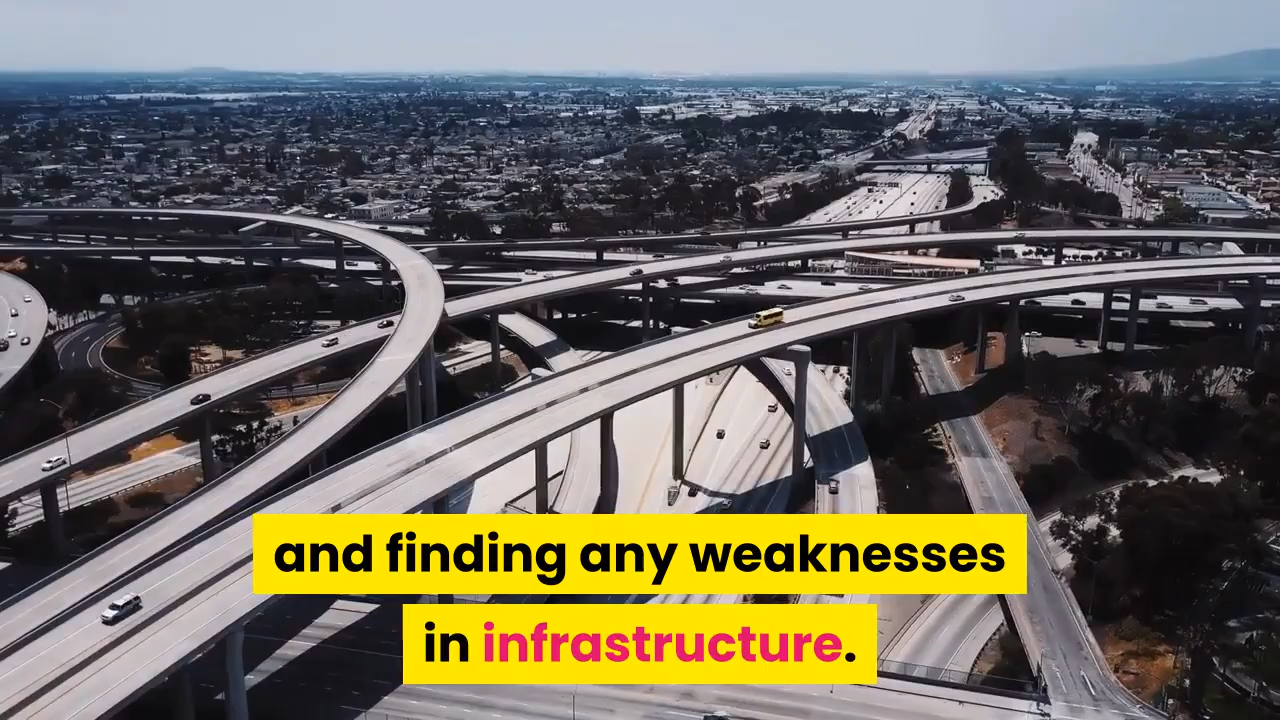 and finding any weaknesses
in infrastructure.